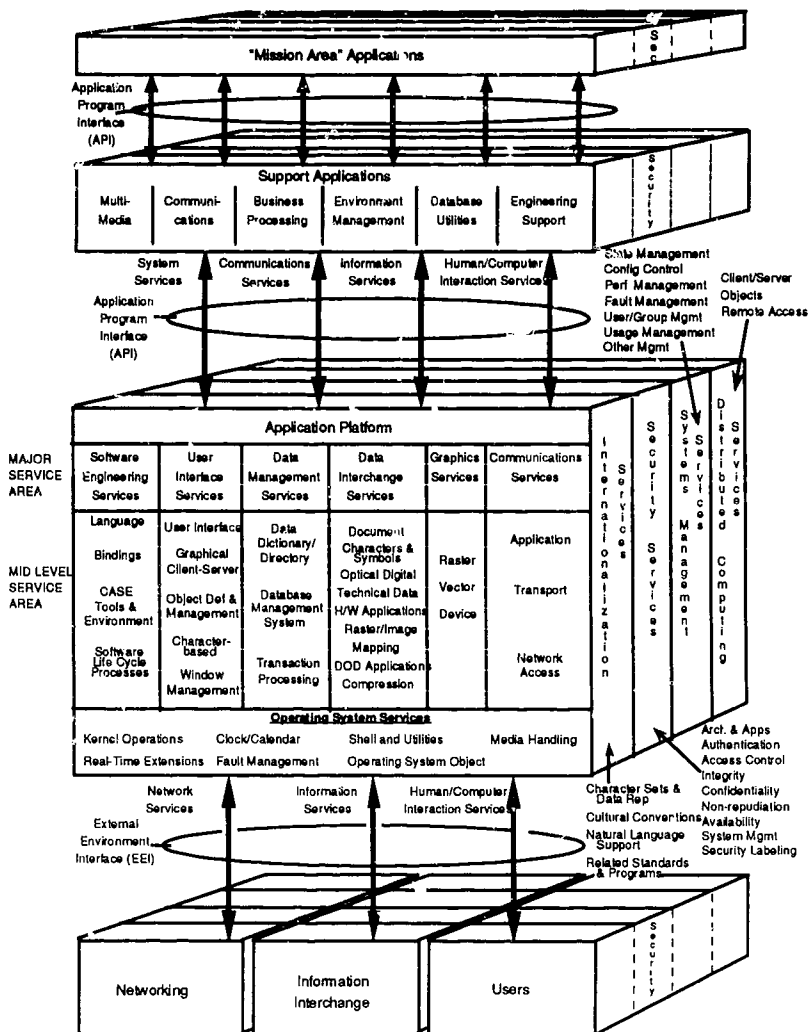 "Mission Area" Applications
Sec
Application
Program
Interface
(API)
Support Applications
Multi-
Media
Communi-
cations
Business
Processing
Environment
Management
Database
Utilities
Engineering
Support
Security
System
Services
Communications
Services
Information
Services
Human/Computer
Interaction Services
Application
Program
Interface
(API)
State Management
Config Control
Perf Management
Fault Management
User/Group Mgmt
Usage Management
Other Mgmt
Client/Server
Objects
Remote Access
Application Platform
MAJOR
SERVICE
AREA
Software
Engineering
Services
User
Interface
Services
Data
Management
Services
Data
Interchange
Services
Graphics
Services
Communications
Services
MID LEVEL
SERVICE
AREA
Language
Bindings
CASE
Tools &
Environment
Software
Life Cycle
Processes
User Interface
Graphical
Client-Server
Object Def &
Management
Character-
based
Window
Management
Data
Dictionary/
Directory
Database
Management
System
Transaction
Processing
Document
Characters &
Symbols
Optical Digital
Technical Data
H/W Applications
Raster/Image
Mapping
DOD Applications
Compression
Raster
Vector
Device
Application
Transport
Network
Access
Internationalization
Services
Security Services
Systems Management
Services
Distributed Computing
Services
Operating System Services
Kernel Operations
Clock/Calendar
Shell and Utilities
Media Handling
Real-Time Extensions
Fault Management
Operating System Object
Network
Services
Information
Services
Human/Computer
Interaction Services
External
Environment
Interface (EEI)
Character Sets &
Data Rep
Cultural Conventions
Natural Language
Support
Related Standards
& Programs
Arch. & Apps
Authentication
Access Control
Integrity
Confidentiality
Non-repudiation
Availability
System Mgmt
Security Labeling
Networking
Information
Interchange
Users
Security